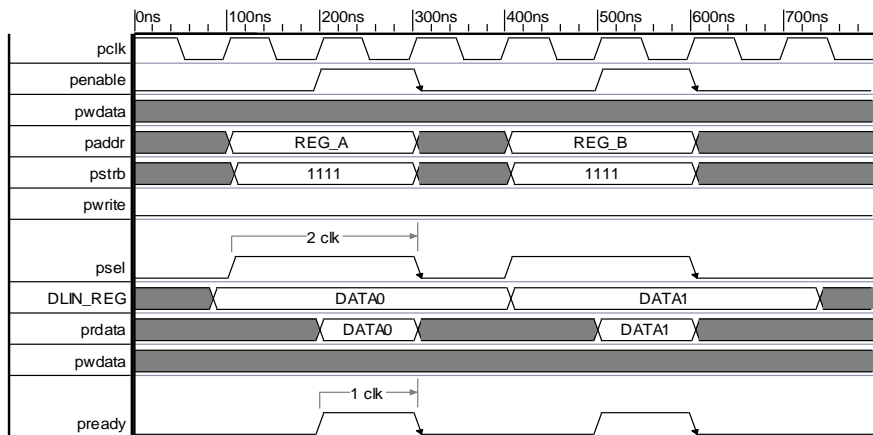 0ns 100ns 200ns 300ns 400ns 500ns 600ns 700ns
pclk
penable
pwdata
paddr REG_A REG_B
pstrb 1111 1111
pwrite
2 clk
psel
DLIN_REG DATA0 DATA1
prdata DATA0 DATA1
pwdata
1 clk
pready